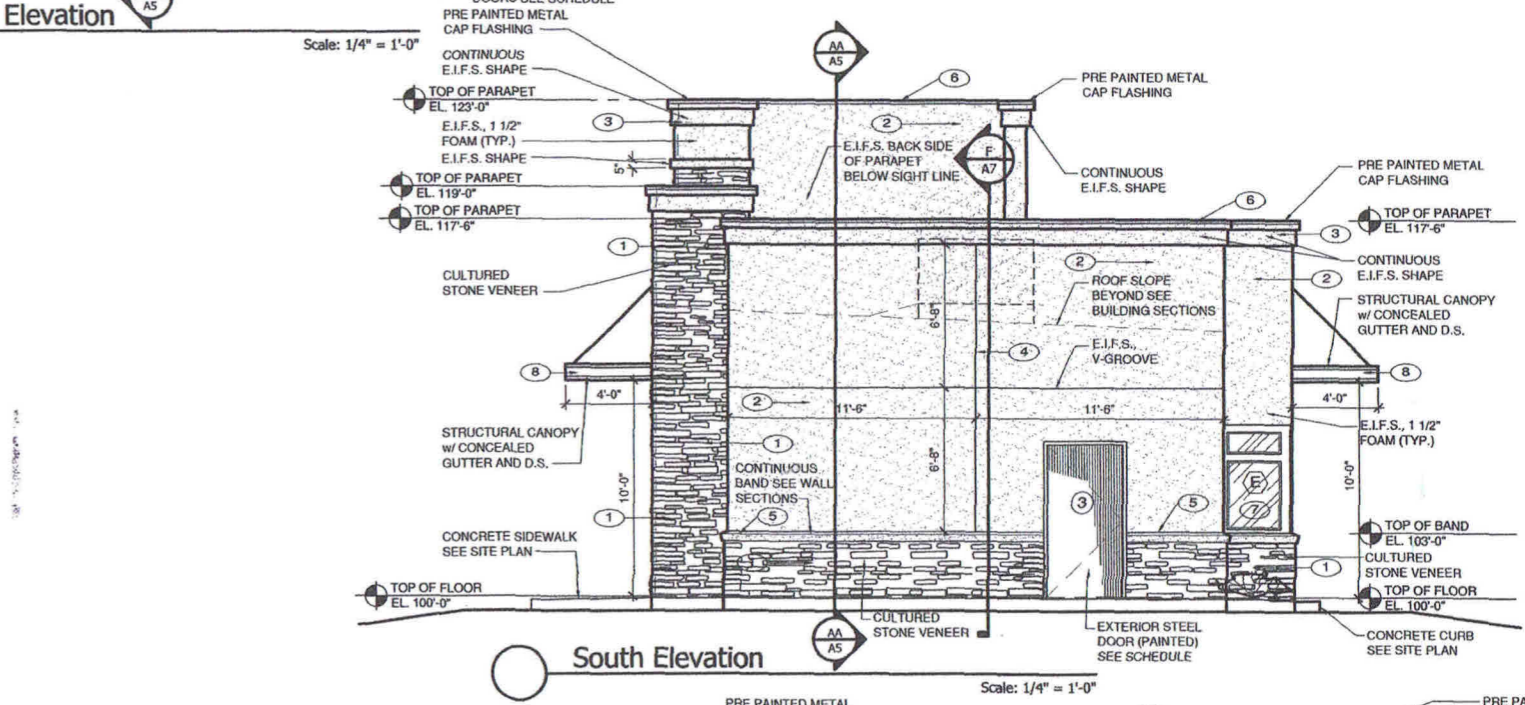 Elevation
A5
Scale: 1/4" = 1'-0"
DOORS SEE SCHEDULE
PRE PAINTED METAL
CAP FLASHING
CONTINUOUS
E.I.F.S. SHAPE
TOP OF PARAPET
EL. 123'-0"
3
E.I.F.S., 1 1/2"
FOAM (TYP.)
E.I.F.S. SHAPE
5"
TOP OF PARAPET
EL. 119'-0"
TOP OF PARAPET
EL. 117'-6"
1
CULTURED
STONE VENEER
8
4'-0"
STRUCTURAL CANOPY
w/ CONCEALED
GUTTER AND D.S.
10'-0"
1
CONCRETE SIDEWALK
SEE SITE PLAN
TOP OF FLOOR
EL. 100'-0"
AA
A5
6
2
E.I.F.S. BACK SIDE
OF PARAPET
BELOW SIGHT LINE
F
A7
PRE PAINTED METAL
CAP FLASHING
CONTINUOUS
E.I.F.S. SHAPE
6
PRE PAINTED METAL
CAP FLASHING
TOP OF PARAPET
EL. 117'-6"
3
CONTINUOUS
E.I.F.S. SHAPE
2
2
ROOF SLOPE
BEYOND SEE
BUILDING SECTIONS
6'-8"
4
E.I.F.S.,
V-GROOVE
STRUCTURAL CANOPY
w/ CONCEALED
GUTTER AND D.S.
8
4'-0"
2
11'-6"
11'-6"
E.I.F.S., 1 1/2"
FOAM (TYP.)
1
CONTINUOUS
BAND SEE WALL
SECTIONS
6'-8"
5
3
5
E
7
10'-0"
TOP OF BAND
EL. 103'-0"
CULTURED
STONE VENEER
1
TOP OF FLOOR
EL. 100'-0"
CULTURED
STONE VENEER
EXTERIOR STEEL
DOOR (PAINTED)
SEE SCHEDULE
CONCRETE CURB
SEE SITE PLAN
AA
A5
South Elevation
Scale: 1/4" = 1'-0"
PRE PAINTED METAL
PRE PA